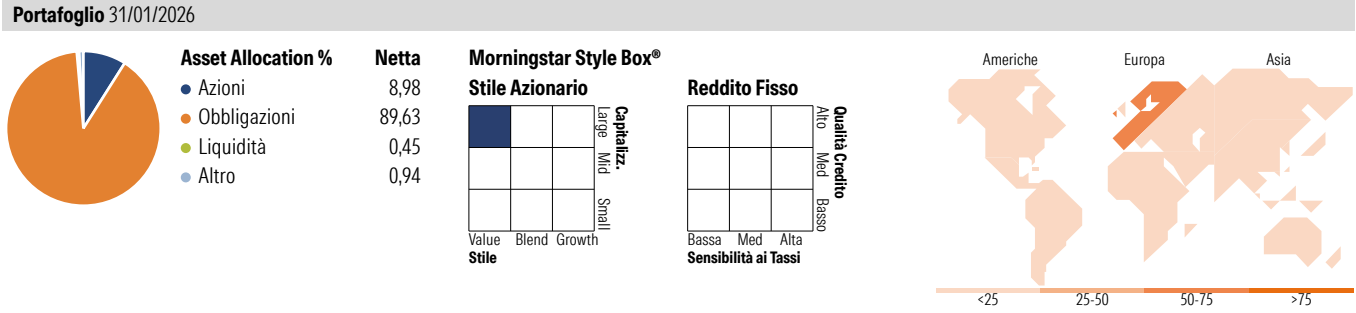 Portafoglio 31/01/2026
Asset Allocation % Netta
Azioni 8,98
Obbligazioni 89,63
Liquidità 0,45
Altro 0,94
Morningstar Style Box®
Stile Azionario
Large Mid Small
Capitalizz.
Value Blend Growth
Stile
Reddito Fisso
Alto Med Basso
Qualità Credito
Bassa Med Alta
Sensibilità ai Tassi
Americhe Europa Asia
<25 25-50 50-75 >75